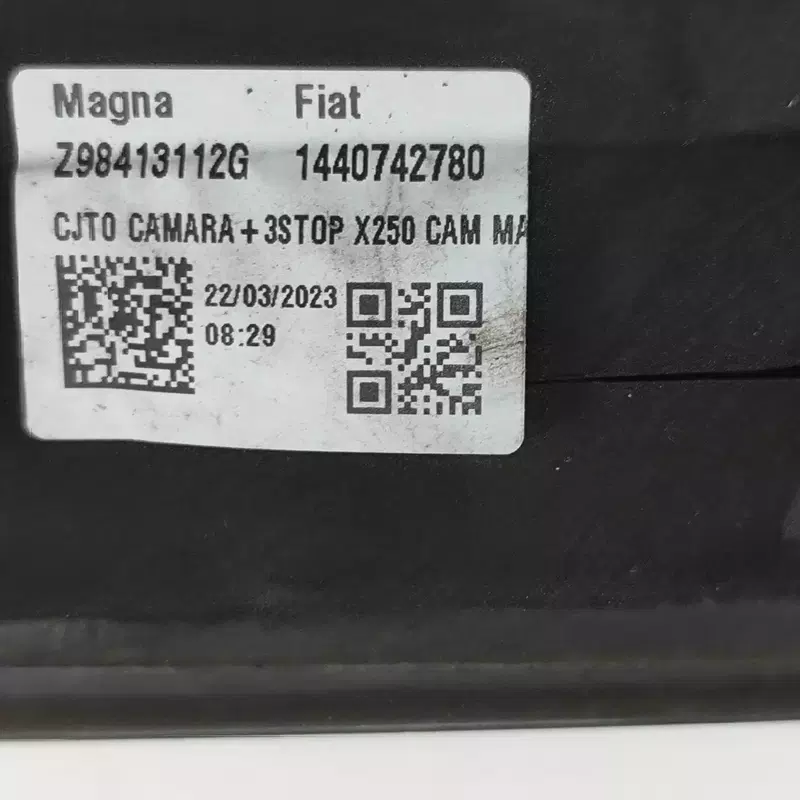 Magna Fiat
Z98413112G 1440742780
CJTO CAMARA+3STOP X250 CAM MA
22/03/2023
08:29